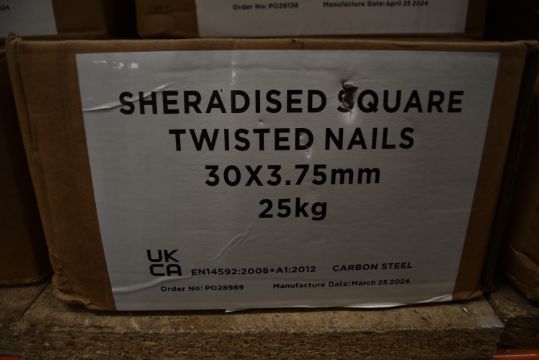 Order No: PO28138 Manufacture Date: April 25 2024
SHERADISED SQUARE
TWISTED NAILS
30X3.75mm
25kg
UK
CA EN14592:2008+A1:2012 CARBON STEEL
Order No: PO28989 Manufacture Date: March 25 2024